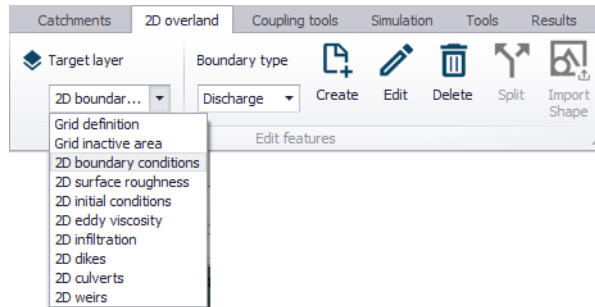 Catchments 2D overland Coupling tools Simulation Tools Results
Target layer Boundary type
2D boundar... Discharge Create Edit Delete Split Import Shape
Edit features
Grid definition
Grid inactive area
2D boundary conditions
2D surface roughness
2D initial conditions
2D eddy viscosity
2D infiltration
2D dikes
2D culverts
2D weirs